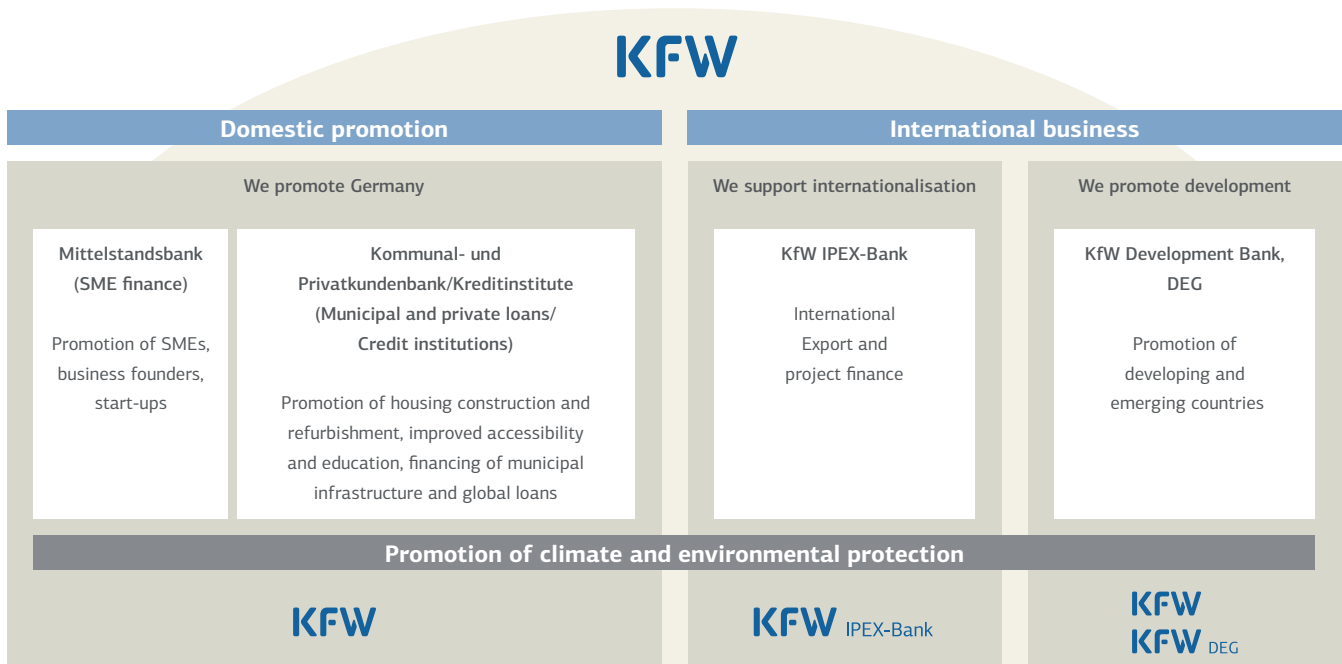 KFW
Domestic promotion
International business
We promote Germany
We support internationalisation
We promote development
Mittelstandsbank
(SME finance)
Promotion of SMEs,
business founders,
start-ups
Kommunal- und
Privatkundenbank/Kreditinstitute
(Municipal and private loans/
Credit institutions)
Promotion of housing construction and
refurbishment, improved accessibility
and education, financing of municipal
infrastructure and global loans
KfW IPEX-Bank
International
Export and
project finance
KfW Development Bank,
DEG
Promotion of
developing and
emerging countries
Promotion of climate and environmental protection
KFW
KFW IPEX-Bank
KFW
KFW DEG